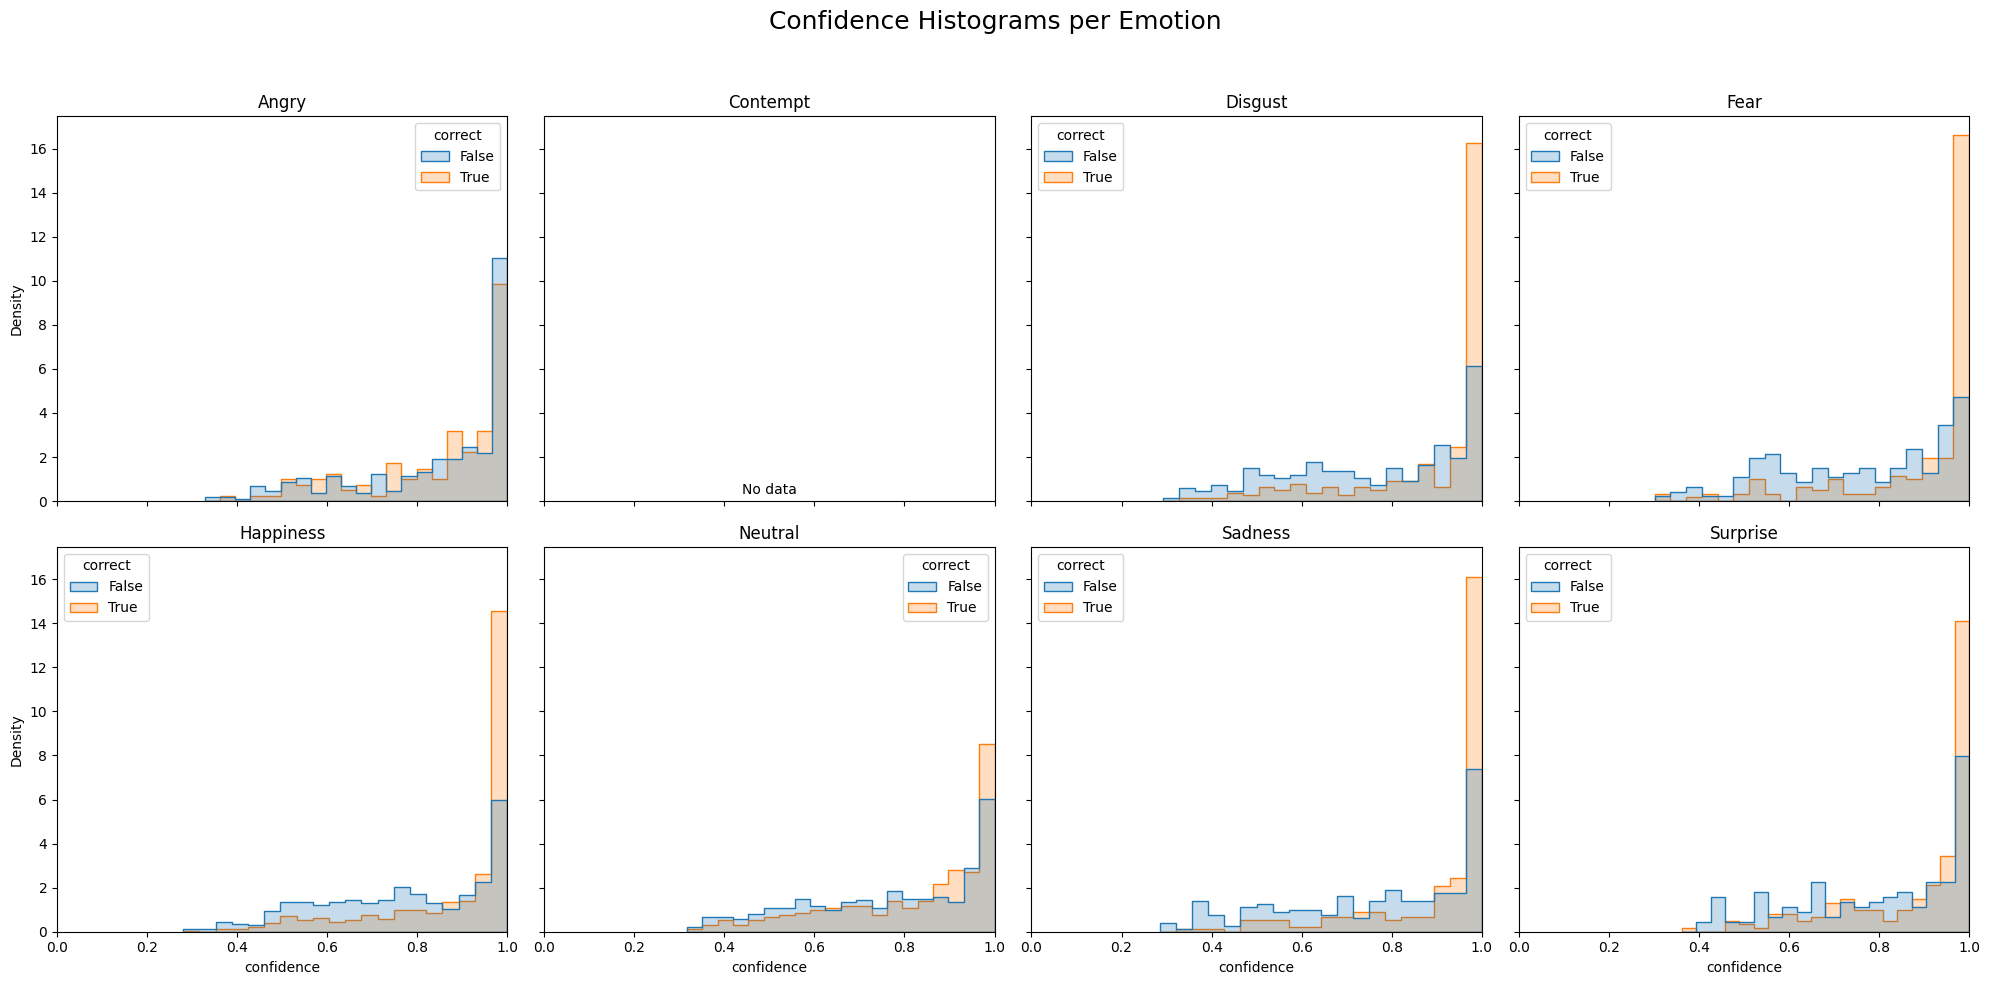 Confidence Histograms per Emotion
Angry
Contempt
Disgust
Fear
correct
False
True
correct
False
True
correct
False
True
16
14
12
10
8
6
4
2
0
Density
No data
Happiness
Neutral
Sadness
Surprise
correct
False
True
correct
False
True
correct
False
True
correct
False
True
16
14
12
10
8
6
4
2
0
Density
0.0 0.2 0.4 0.6 0.8 1.0
0.0 0.2 0.4 0.6 0.8 1.0
0.0 0.2 0.4 0.6 0.8 1.0
0.0 0.2 0.4 0.6 0.8 1.0
confidence
confidence
confidence
confidence